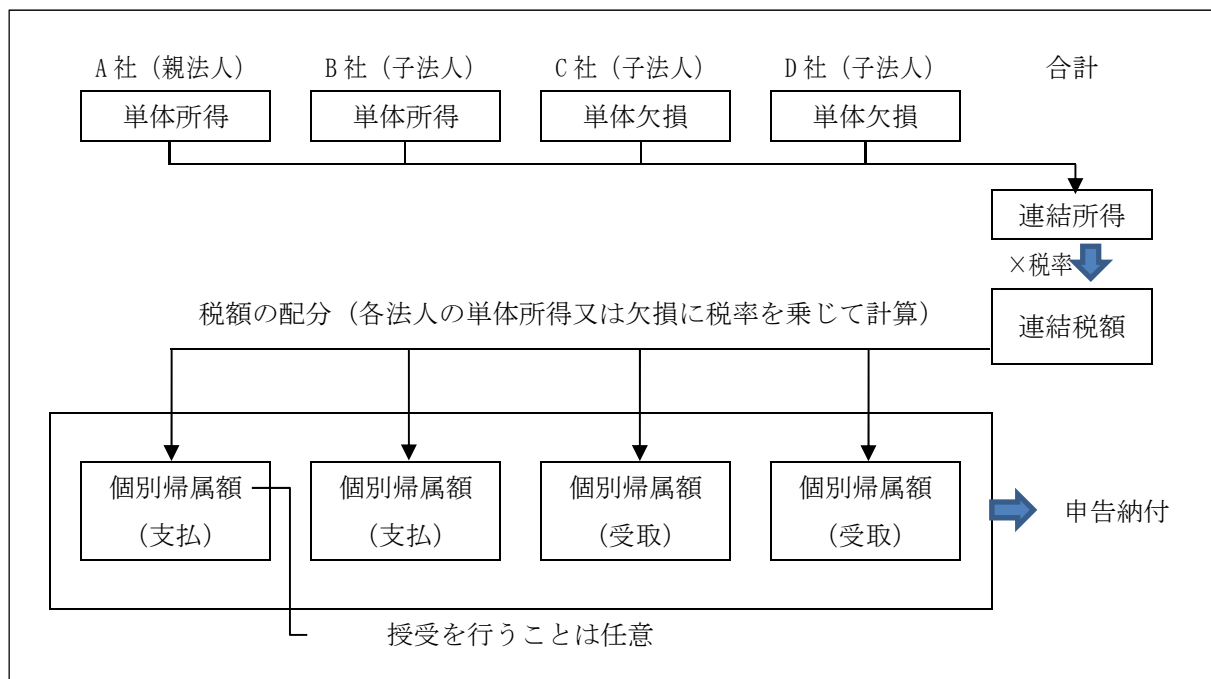 A社（親法人） B社（子法人） C社（子法人） D社（子法人） 合計
単体所得 単体所得 単体欠損 単体欠損
連結所得
×税率
税額の配分（各法人の単体所得又は欠損に税率を乗じて計算）
連結税額
個別帰属額 個別帰属額 個別帰属額 個別帰属額
（支払） （支払） （受取） （受取）
申告納付
授受を行うことは任意